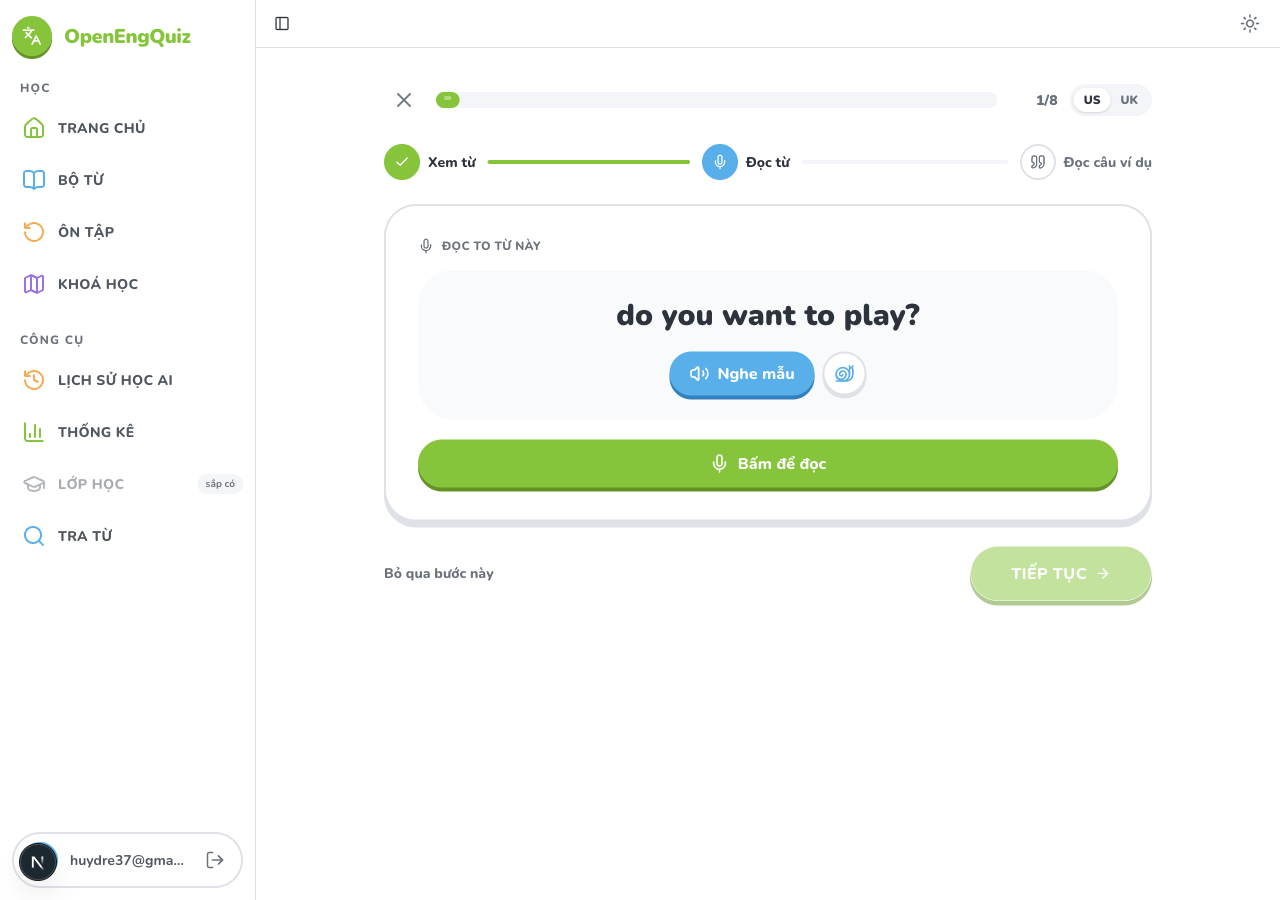 OpenEngQuiz
HỌC
TRANG CHỦ
BỘ TỪ
ÔN TẬP
KHOÁ HỌC
CÔNG CỤ
LỊCH SỬ HỌC AI
THỐNG KÊ
LỚP HỌC sắp có
TRA TỪ
N huydre37@gma...
1/8 US UK
Xem từ Đọc từ Đọc câu ví dụ
ĐỌC TO TỪ NÀY
do you want to play?
Nghe mẫu
Bấm để đọc
Bỏ qua bước này TIẾP TỤC →